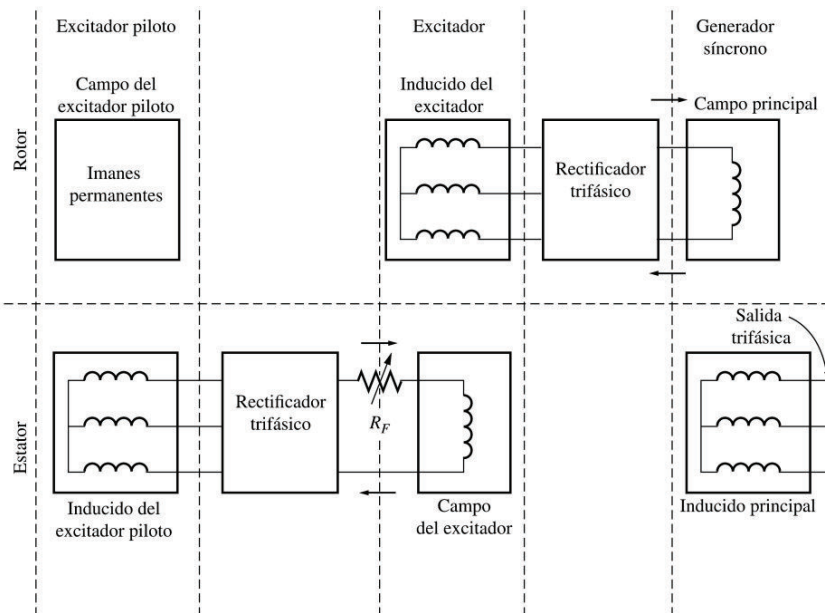 Excitador piloto
Excitador
Generador
síncrono
Rotor
Campo del
excitador piloto
Imanes
permanentes
Inducido del
excitador
Rectificador
trifásico
Campo principal
Estator
Inducido del
excitador piloto
Rectificador
trifásico
R_F
Campo
del excitador
Salida
trifásica
Inducido principal